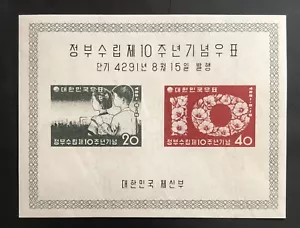 정부수립제10주년기념우표
단기 4291년 8월 15일 발행
대한민국우표
20
정부수립제10주년기념
대한민국우표
10
40
정부수립제10주년기념
대한민국 체신부